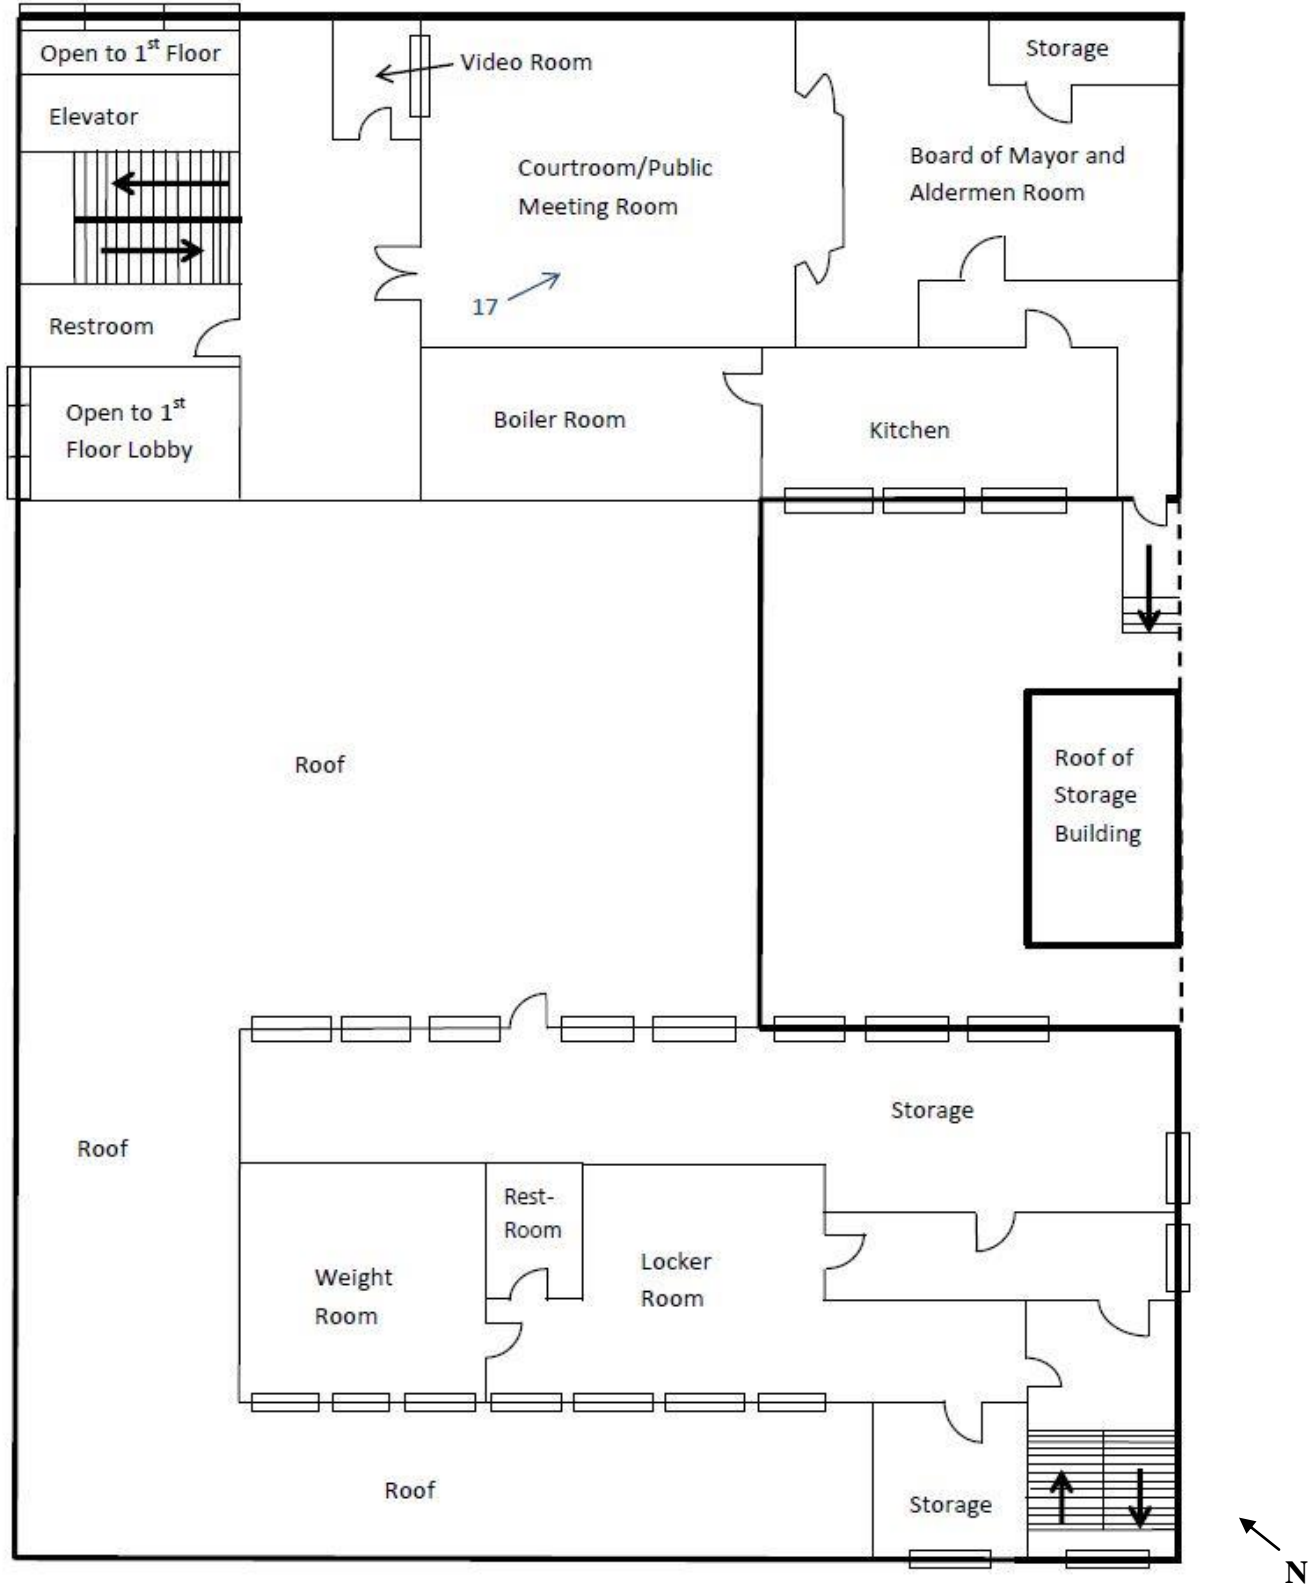 Open to 1st Floor
Elevator
Restroom
Open to 1st
Floor Lobby
Video Room
Courtroom/Public
Meeting Room
17
Storage
Board of Mayor and
Aldermen Room
Boiler Room
Kitchen
Roof
Roof of
Storage
Building
Storage
Roof
Rest-
Room
Weight
Room
Locker
Room
Roof
Storage
N